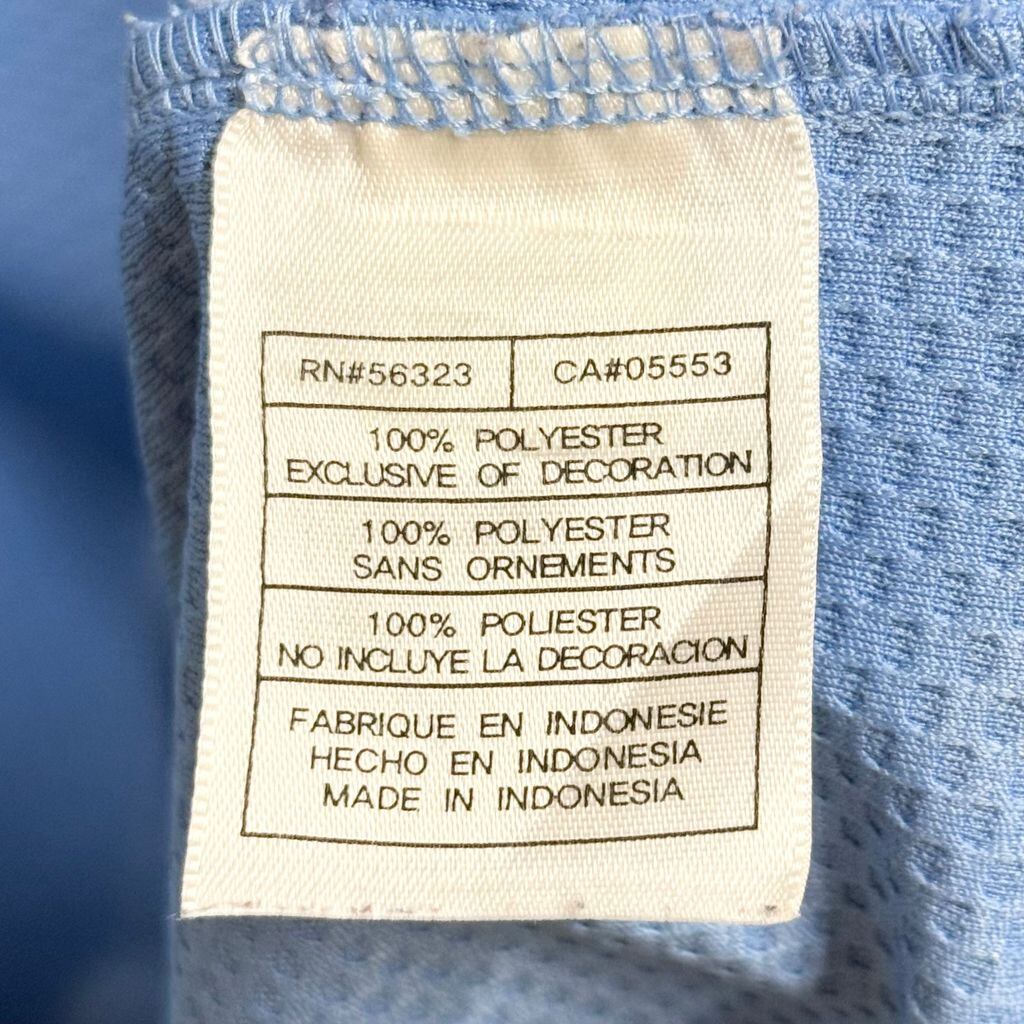 RN#56323 CA#05553
100% POLYESTER
EXCLUSIVE OF DECORATION
100% POLYESTER
SANS ORNEMENTS
100% POLIESTER
NO INCLUYE LA DECORACION
FABRIQUE EN INDONESIE
HECHO EN INDONESIA
MADE IN INDONESIA